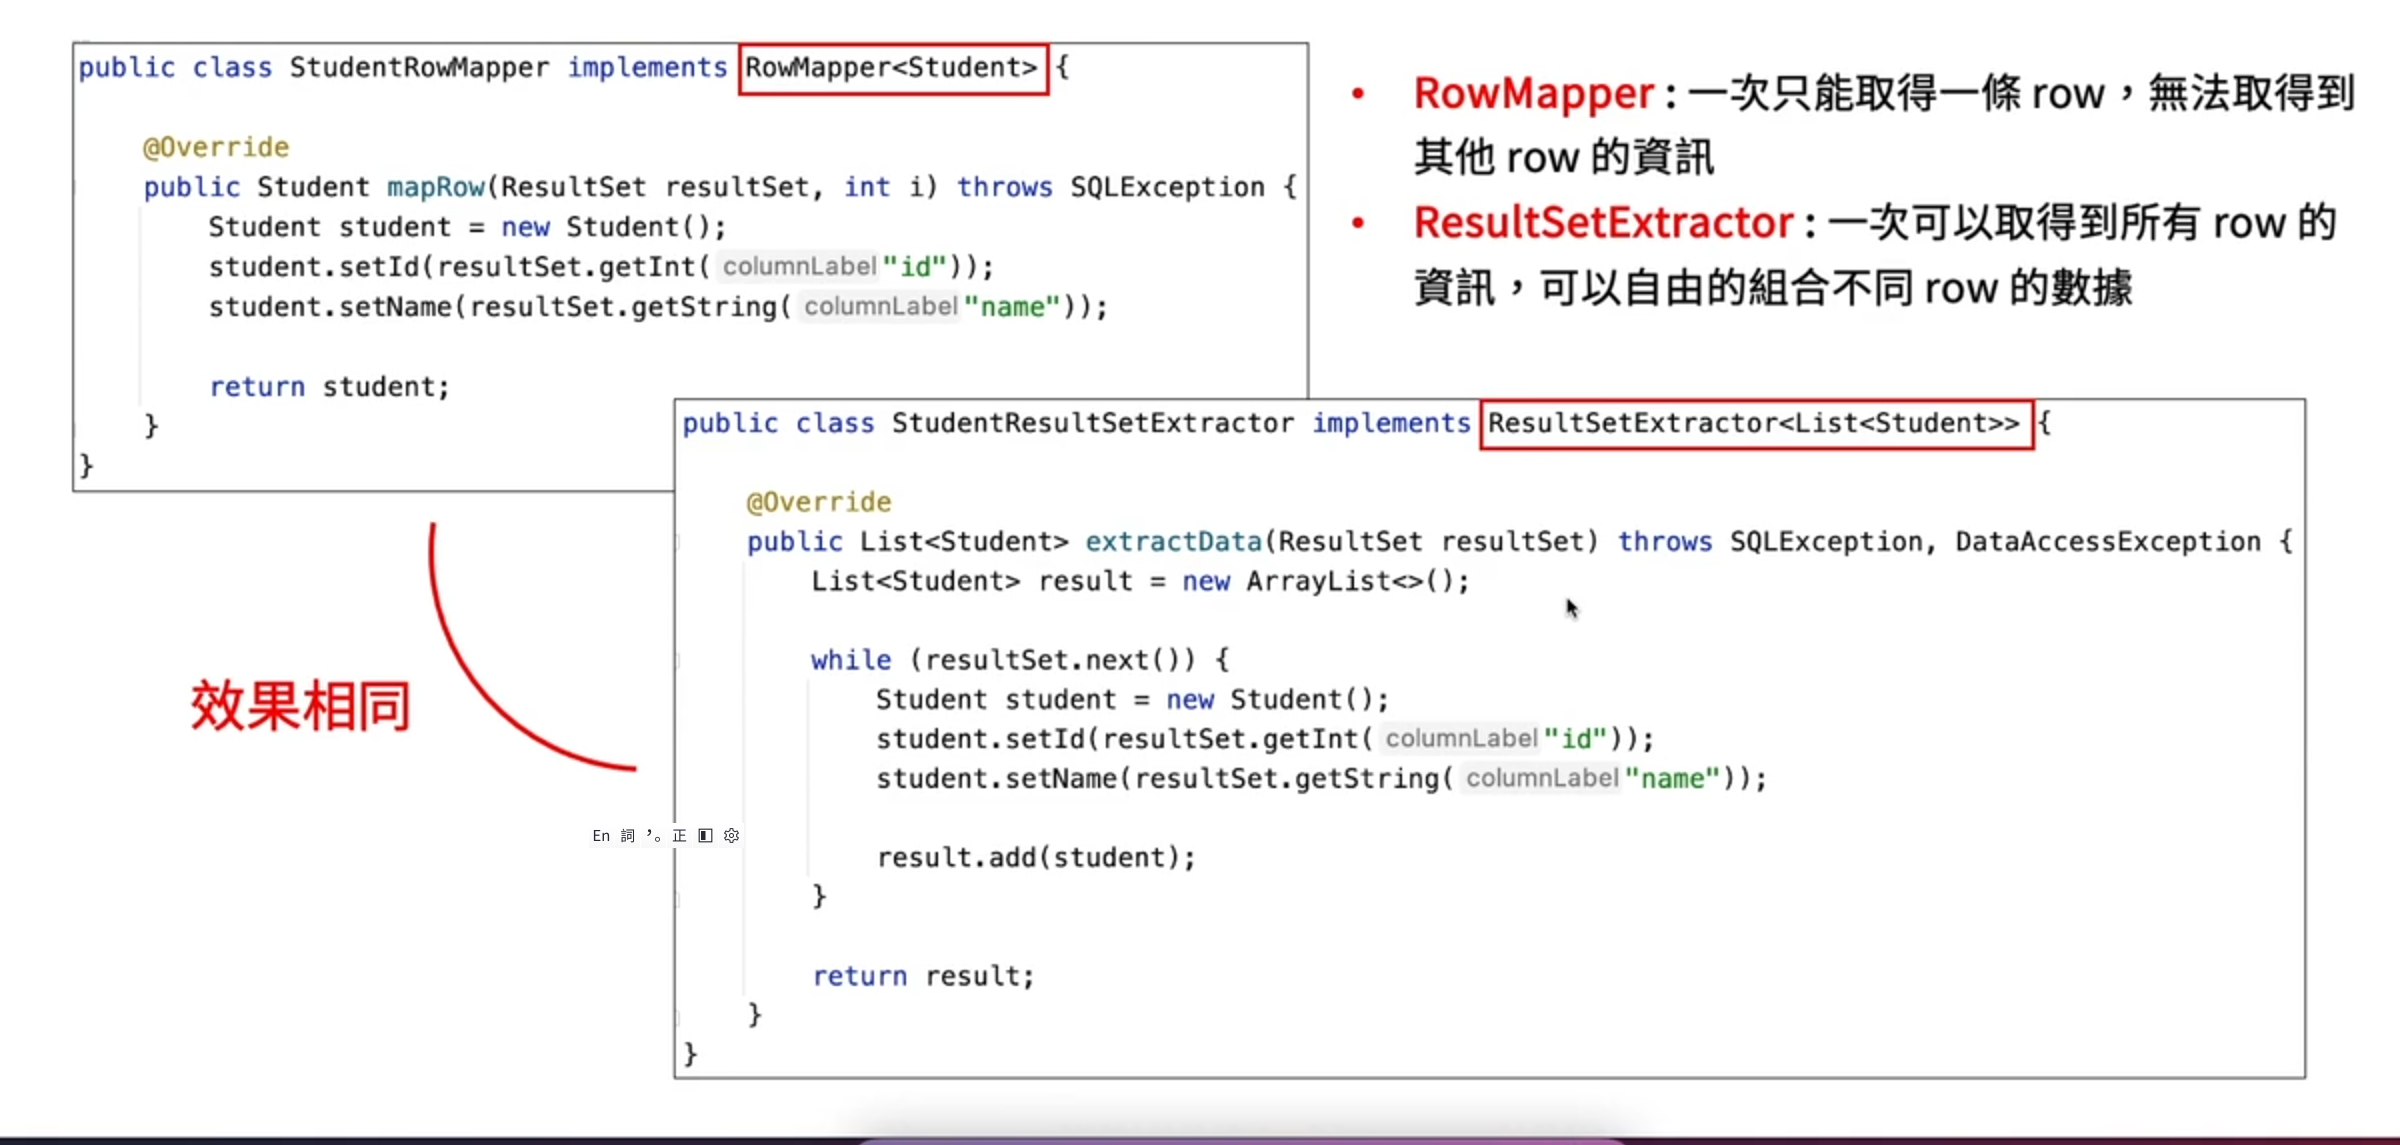 public class StudentRowMapper implements RowMapper<Student> {
@Override
public Student mapRow(ResultSet resultSet, int i) throws SQLException {
Student student = new Student();
student.setId(resultSet.getInt( columnLabel "id"));
student.setName(resultSet.getString( columnLabel "name"));
return student;
}
}
• RowMapper : 一次只能取得一條 row，無法取得到
其他 row 的資訊
• ResultSetExtractor : 一次可以取得到所有 row 的
資訊，可以自由的組合不同 row 的數據
效果相同
public class StudentResultSetExtractor implements ResultSetExtractor<List<Student>> {
@Override
public List<Student> extractData(ResultSet resultSet) throws SQLException, DataAccessException {
List<Student> result = new ArrayList<>();
while (resultSet.next()) {
Student student = new Student();
student.setId(resultSet.getInt( columnLabel "id"));
student.setName(resultSet.getString( columnLabel "name"));
result.add(student);
}
return result;
}
}
En 詞 ，。 正